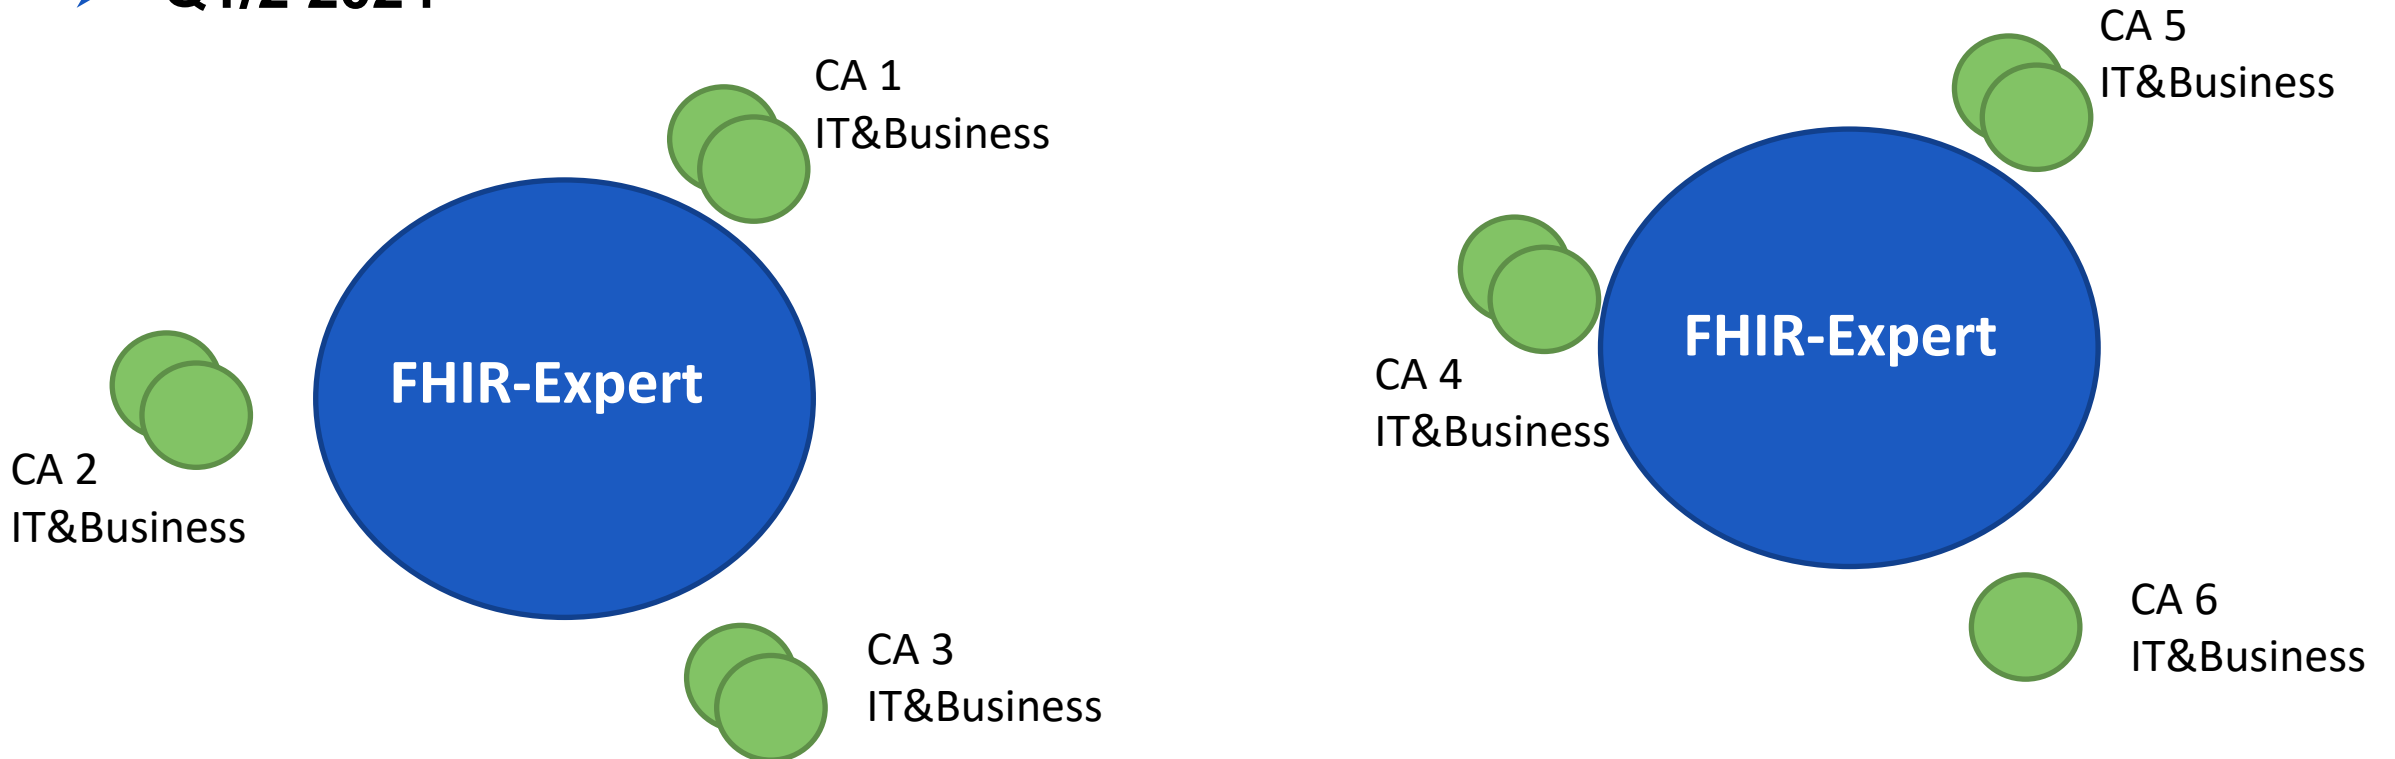 CA 1
IT&Business
FHIR-Expert
CA 2
IT&Business
CA 3
IT&Business
CA 5
IT&Business
FHIR-Expert
CA 4
IT&Business
CA 6
IT&Business